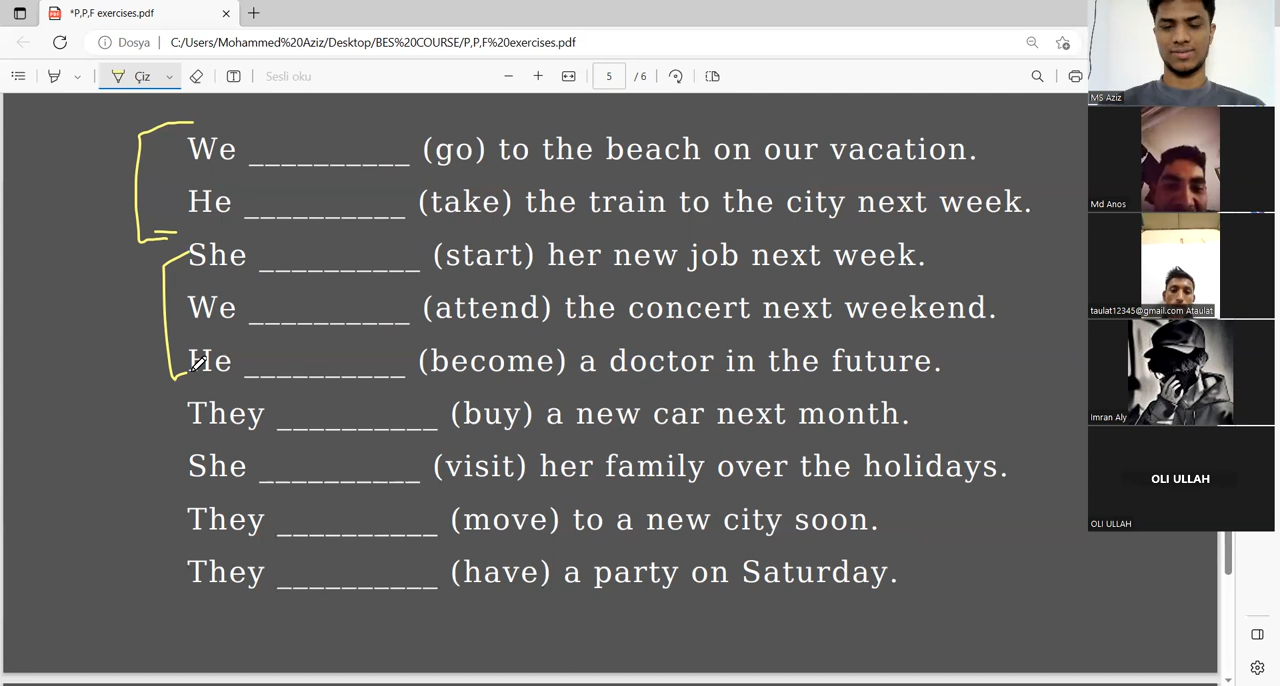 *P,P,F exercises.pdf
Dosya | C:/Users/Mohammed%20Aziz/Desktop/BES%20COURSE/P,P,F%20exercises.pdf
Çiz
Sesli oku
5 / 6
We __________ (go) to the beach on our vacation.
He __________ (take) the train to the city next week.
She __________ (start) her new job next week.
We __________ (attend) the concert next weekend.
He __________ (become) a doctor in the future.
They __________ (buy) a new car next month.
She __________ (visit) her family over the holidays.
They __________ (move) to a new city soon.
They __________ (have) a party on Saturday.
MS Aziz
Md Anos
taulat12345@gmail.com Ataulat
Imran Aly
OLI ULLAH
OLI ULLAH